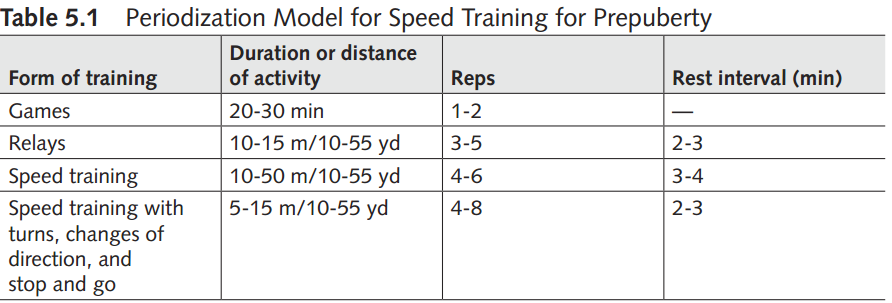 Table 5.1 Periodization Model for Speed Training for Prepuberty
Form of training Duration or distance of activity Reps Rest interval (min)
Games 20-30 min 1-2 —
Relays 10-15 m/10-55 yd 3-5 2-3
Speed training 10-50 m/10-55 yd 4-6 3-4
Speed training with 5-15 m/10-55 yd 4-8 2-3
turns, changes of
direction, and
stop and go